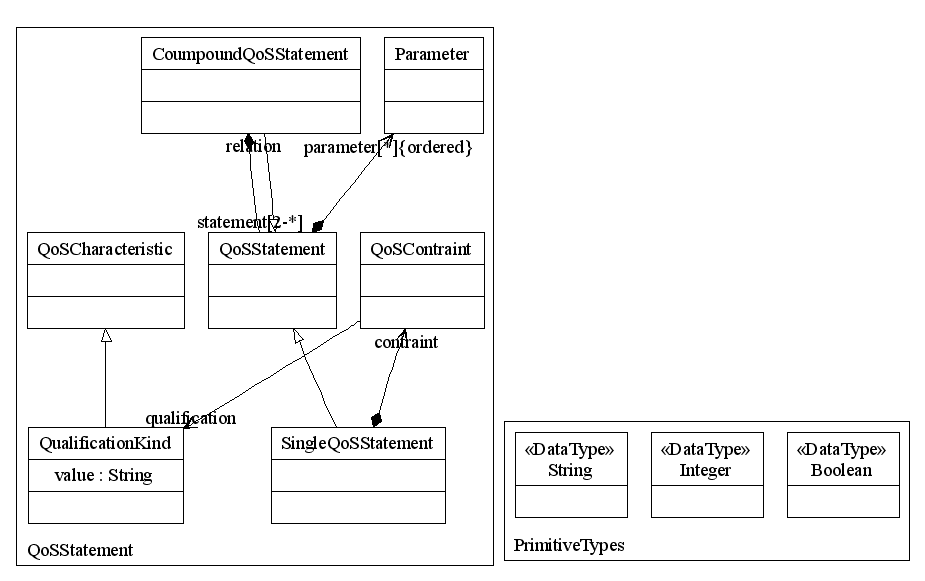 CoumpoundQoSStatement
Parameter
relation
parameter[*]{ordered}
statement[2-*]
QoSCharacteristic
QoSStatement
QoSContraint
contraint
qualification
QualificationKind
value : String
SingleQoSStatement
QoSStatement
«DataType»
String
«DataType»
Integer
«DataType»
Boolean
PrimitiveTypes